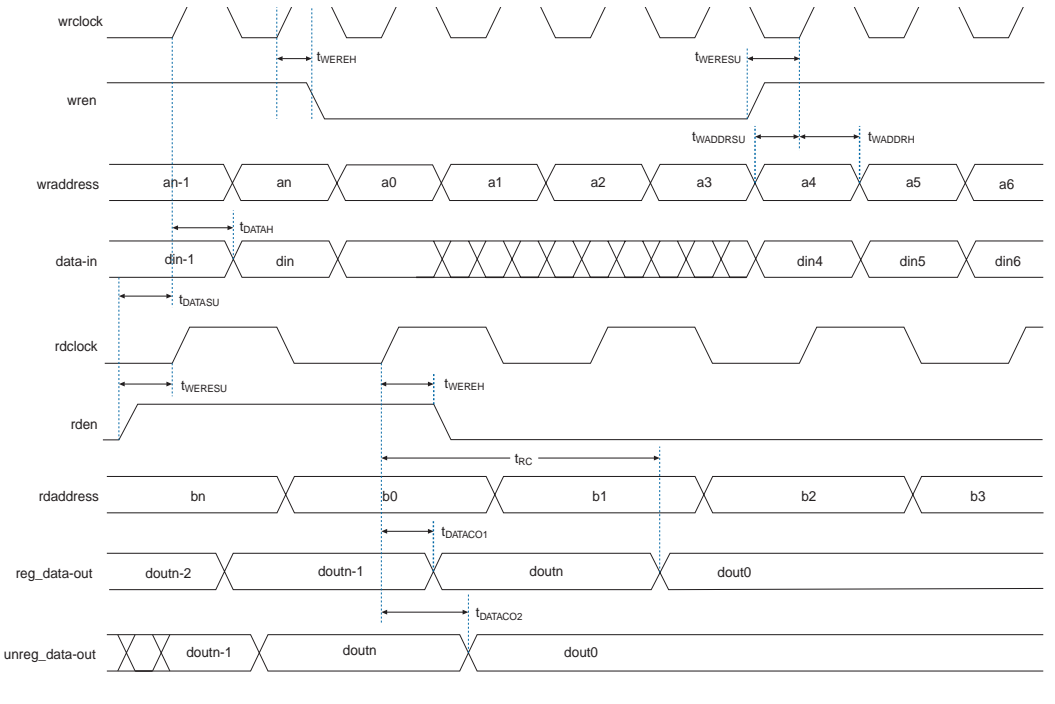 wrclock
tWEREH tWERESU
wren
tWADDRSU tWADDRH
wraddress an-1 an a0 a1 a2 a3 a4 a5 a6
tDATAH
data-in din-1 din din4 din5 din6
tDATASU
rdclock
tWERESU tWEREH
rden
tRC
rdaddress bn b0 b1 b2 b3
tDATACO1
reg_data-out doutn-2 doutn-1 doutn dout0
tDATACO2
unreg_data-out doutn-1 doutn dout0